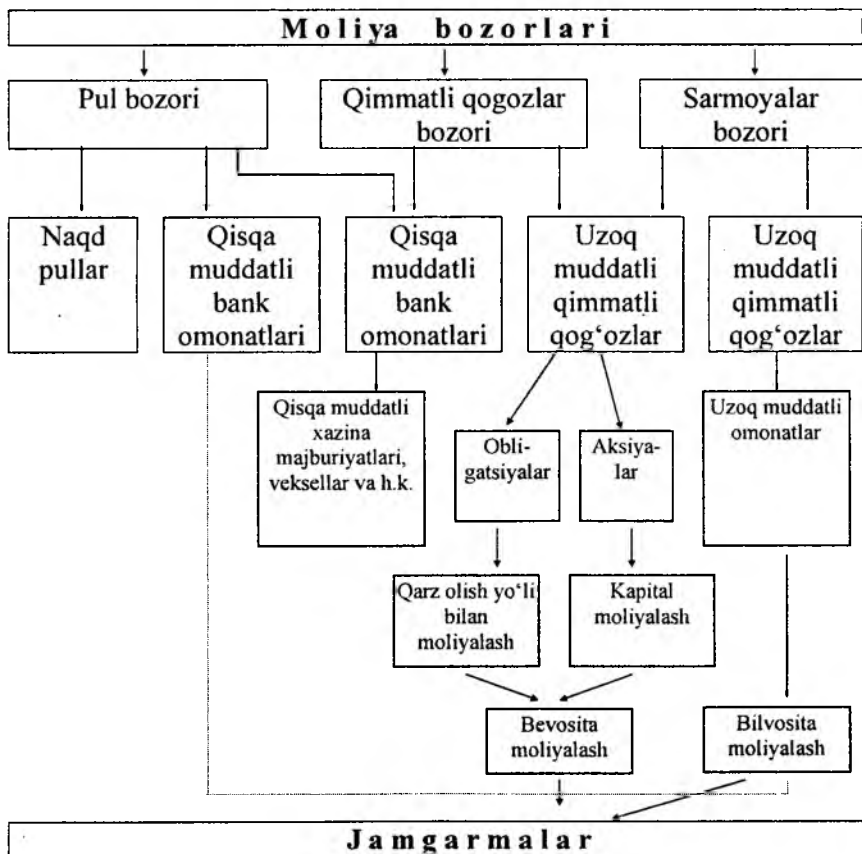 Moliya bozorlari
Pul bozori
Qimmatli qogozlar
bozori
Sarmoyalar
bozori
Naqd
pullar
Qisqa
muddatli
bank
omonatlari
Qisqa
muddatli
bank
omonatlari
Uzoq
muddatli
qimmatli
qog‘ozlar
Uzoq
muddatli
qimmatli
qog‘ozlar
Qisqa muddatli
xazina
majburiyatlari,
veksellar va h.k.
Obli-
gatsiyalar
Aksiya-
lar
Uzoq muddatli
omonatlar
Qarz olish yo‘li
bilan
moliyalash
Kapital
moliyalash
Bevosita
moliyalash
Bilvosita
moliyalash
Jamgarmalar